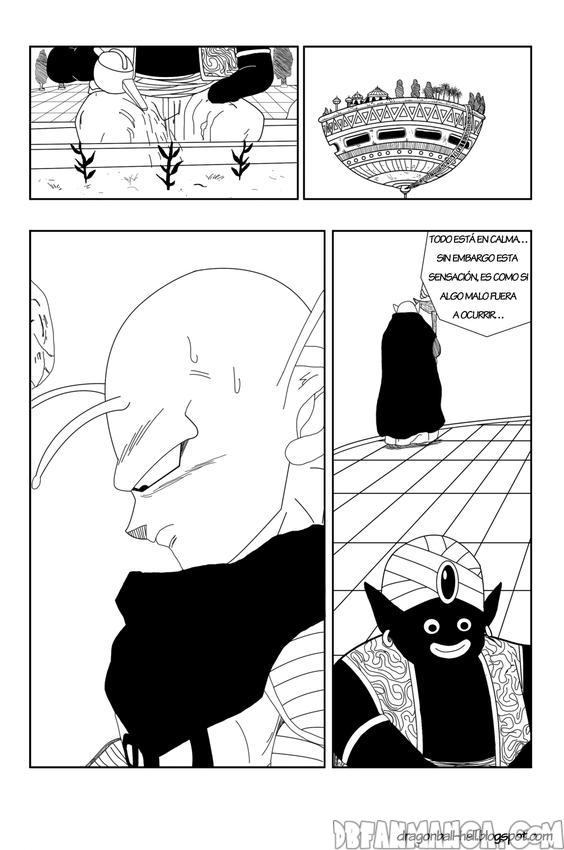 TODO ESTÁ EN CALMA...
SIN EMBARGO ESTA
SENSACIÓN, ES COMO SI
ALGO MALO FUERA
A OCURRIR...
dragonball-hell.blogspot.com
DBFANMANGA.COM